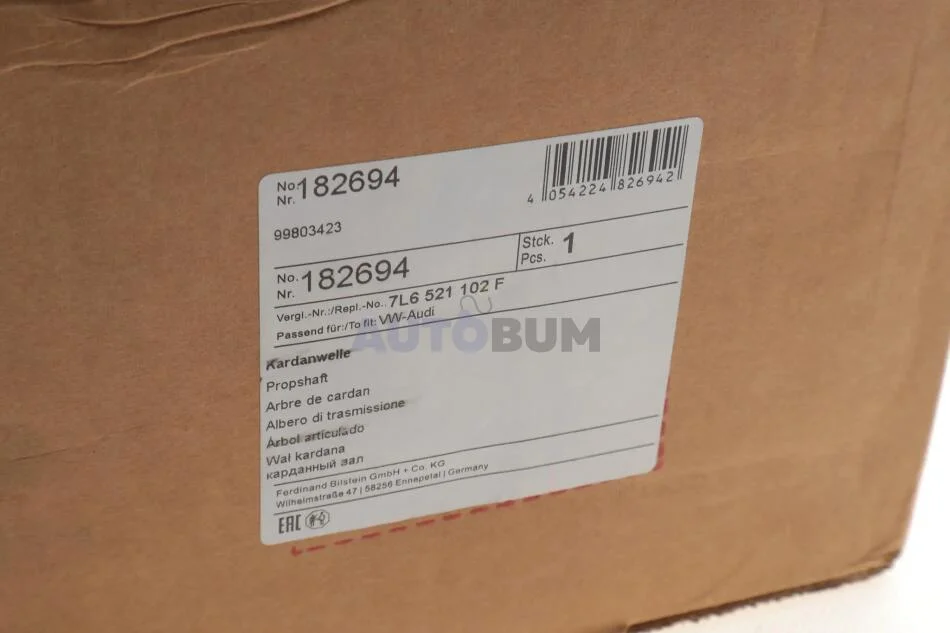 No. 182694
Nr.
4 054224 826942
99803423
No. 182694
Nr.
Stck. 1
Pcs.
Vergl.-Nr.:/Repl.-No.. 7L6 521 102 F
Passend für:/To fit: VW-Audi
AUTOBUM
Kardanwelle
Propshaft
Arbre de cardan
Albero di trasmissione
Árbol articulado
Wał kardana
карданный вал
Ferdinand Bilstein GmbH + Co. KG
Wilhelmstraße 47 | 58256 Ennepetal | Germany
EAC